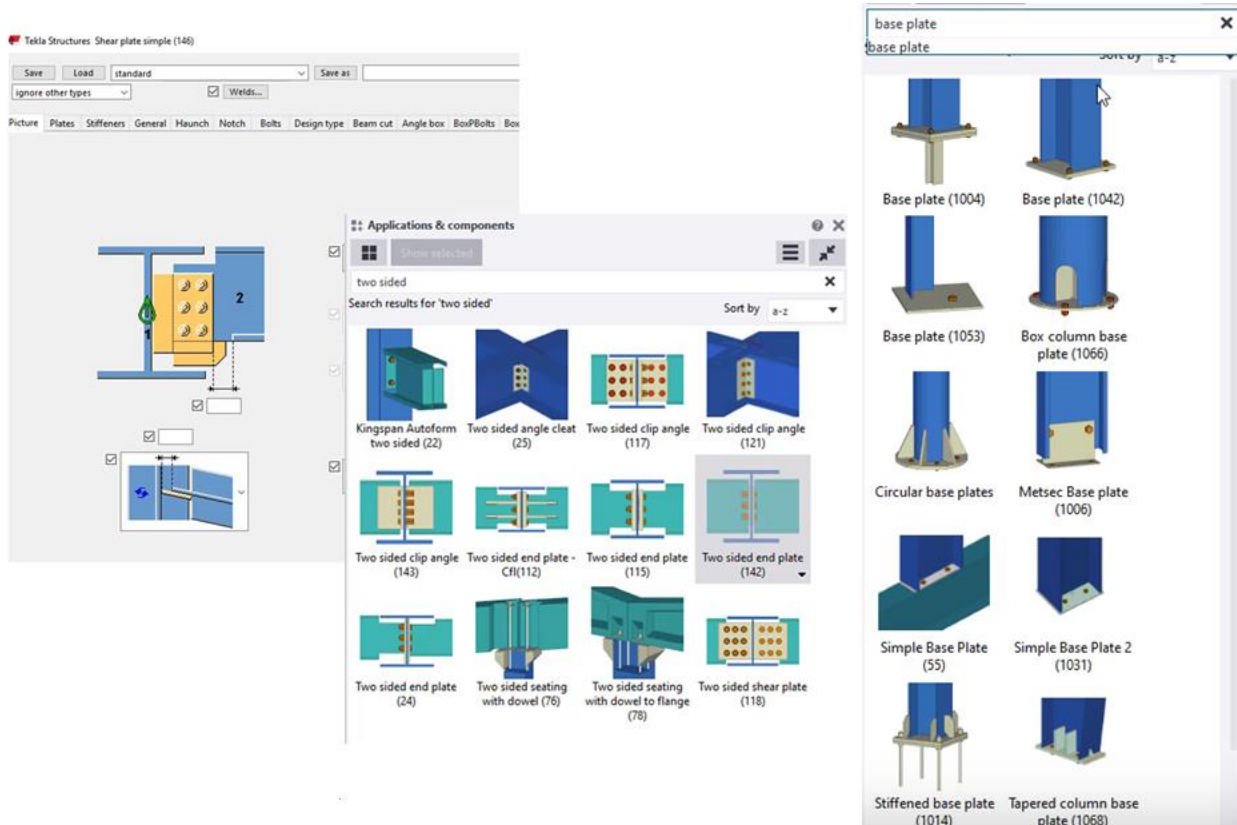 Tekla Structures Shear plate simple (146)
Save Load standard Save as
ignore other types Welds...
Picture Plates Stiffeners General Haunch Notch Bolts Design type Beam cut Angle box BoxPBolts Box
2
1
Applications & components
Show selected
two sided
Search results for 'two sided'
Sort by a-z
Kingspan Autoform two sided (22)
Two sided angle cleat (25)
Two sided clip angle (117)
Two sided clip angle (121)
Two sided clip angle (143)
Two sided end plate - Cfl(112)
Two sided end plate (115)
Two sided end plate (142)
Two sided end plate (24)
Two sided seating with dowel (76)
Two sided seating with dowel to flange (78)
Two sided shear plate (118)
base plate
base plate
Sort by a-z
Base plate (1004)
Base plate (1042)
Base plate (1053)
Box column base plate (1066)
Circular base plates
Metsec Base plate (1006)
Simple Base Plate (55)
Simple Base Plate 2 (1031)
Stiffened base plate (1014)
Tapered column base plate (1068)